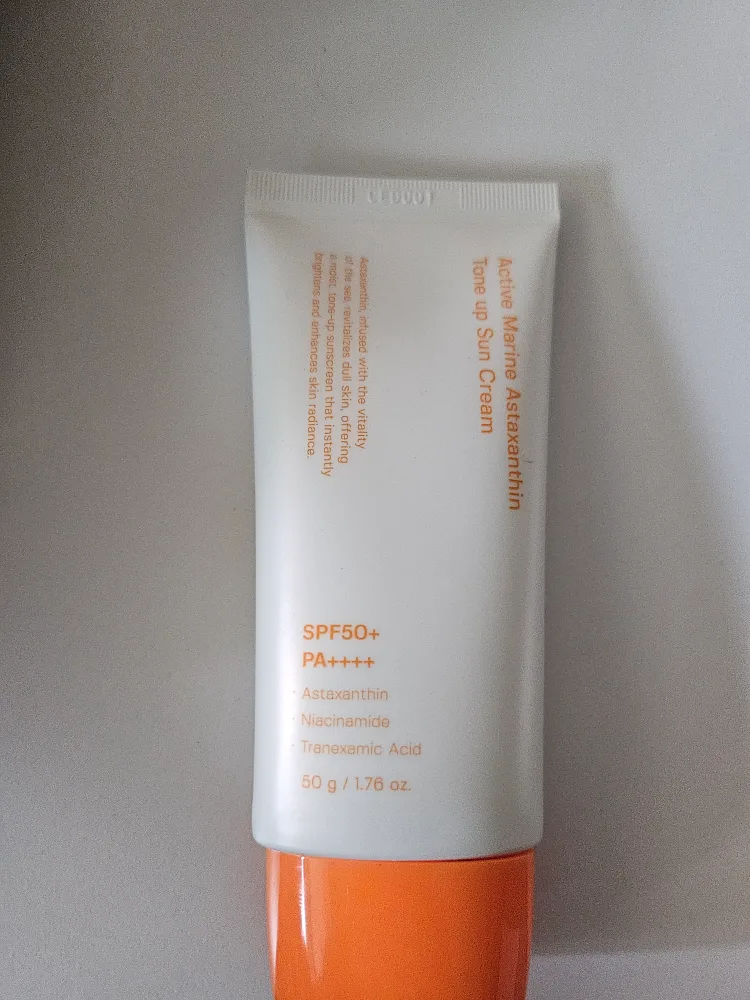 Active Marine Astaxanthin
Tone up Sun Cream
Astaxanthin, infused with the vitality
of the sea, revitalizes dull skin, offering
a moist, tone-up sunscreen that instantly
brightens and enhances skin radiance.
SPF50+
PA++++
· Astaxanthin
· Niacinamide
· Tranexamic Acid
50 g / 1.76 oz.